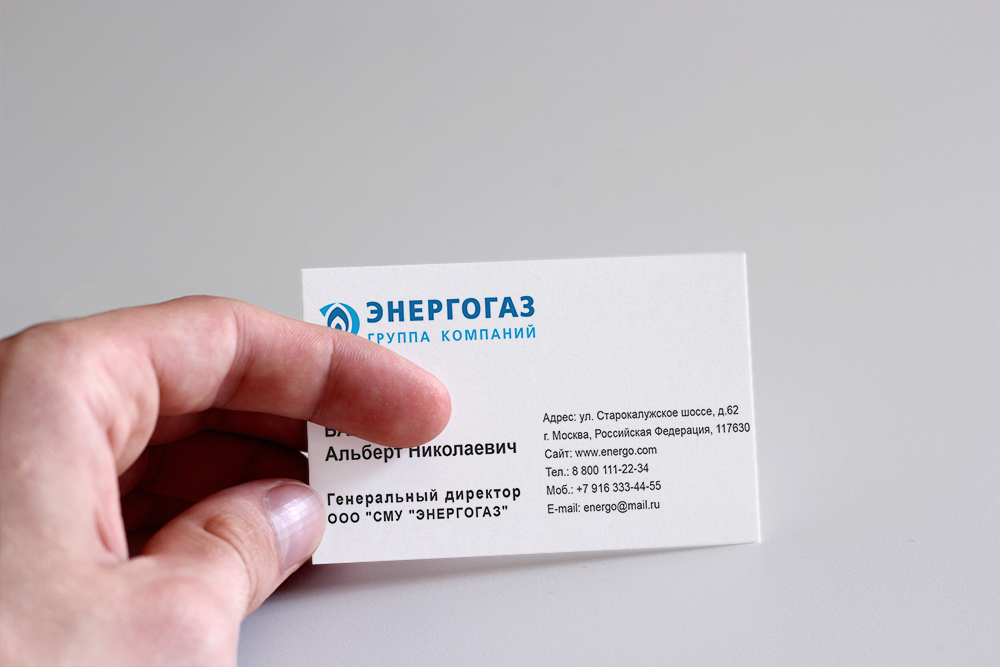 ЭНЕРГОГАЗ
ГРУППА КОМПАНИЙ
Альберт Николаевич
Генеральный директор
ООО "СМУ "ЭНЕРГОГАЗ"
Адрес: ул. Старокалужское шоссе, д.62
г. Москва, Российская Федерация, 117630
Сайт: www.energo.com
Тел.: 8 800 111-22-34
Моб.: +7 916 333-44-55
E-mail: energo@mail.ru